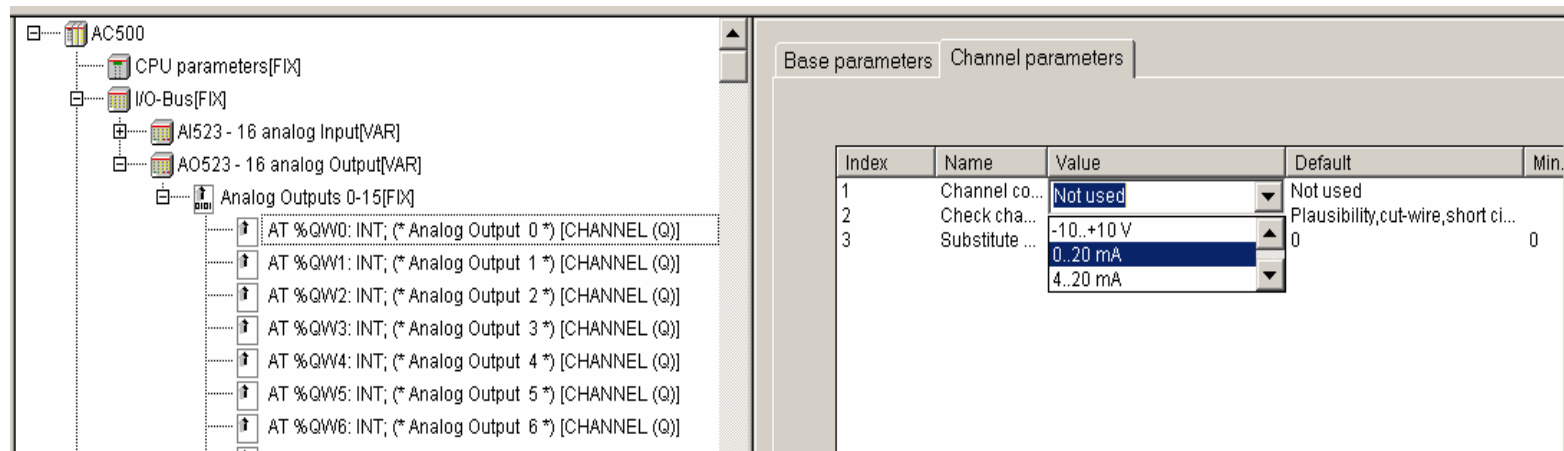 AC500
CPU parameters[FIX]
I/O-Bus[FIX]
AI523 - 16 analog Input[VAR]
AO523 - 16 analog Output[VAR]
Analog Outputs 0-15[FIX]
AT %QW0: INT; (* Analog Output 0 *) [CHANNEL (Q)]
AT %QW1: INT; (* Analog Output 1 *) [CHANNEL (Q)]
AT %QW2: INT; (* Analog Output 2 *) [CHANNEL (Q)]
AT %QW3: INT; (* Analog Output 3 *) [CHANNEL (Q)]
AT %QW4: INT; (* Analog Output 4 *) [CHANNEL (Q)]
AT %QW5: INT; (* Analog Output 5 *) [CHANNEL (Q)]
AT %QW6: INT; (* Analog Output 6 *) [CHANNEL (Q)]
Base parameters Channel parameters
Index Name Value Default Min.
1 Channel co... Not used Not used
2 Check cha... Plausibility,cut-wire,short ci...
3 Substitute ... 0 0
-10..+10 V
0..20 mA
4..20 mA